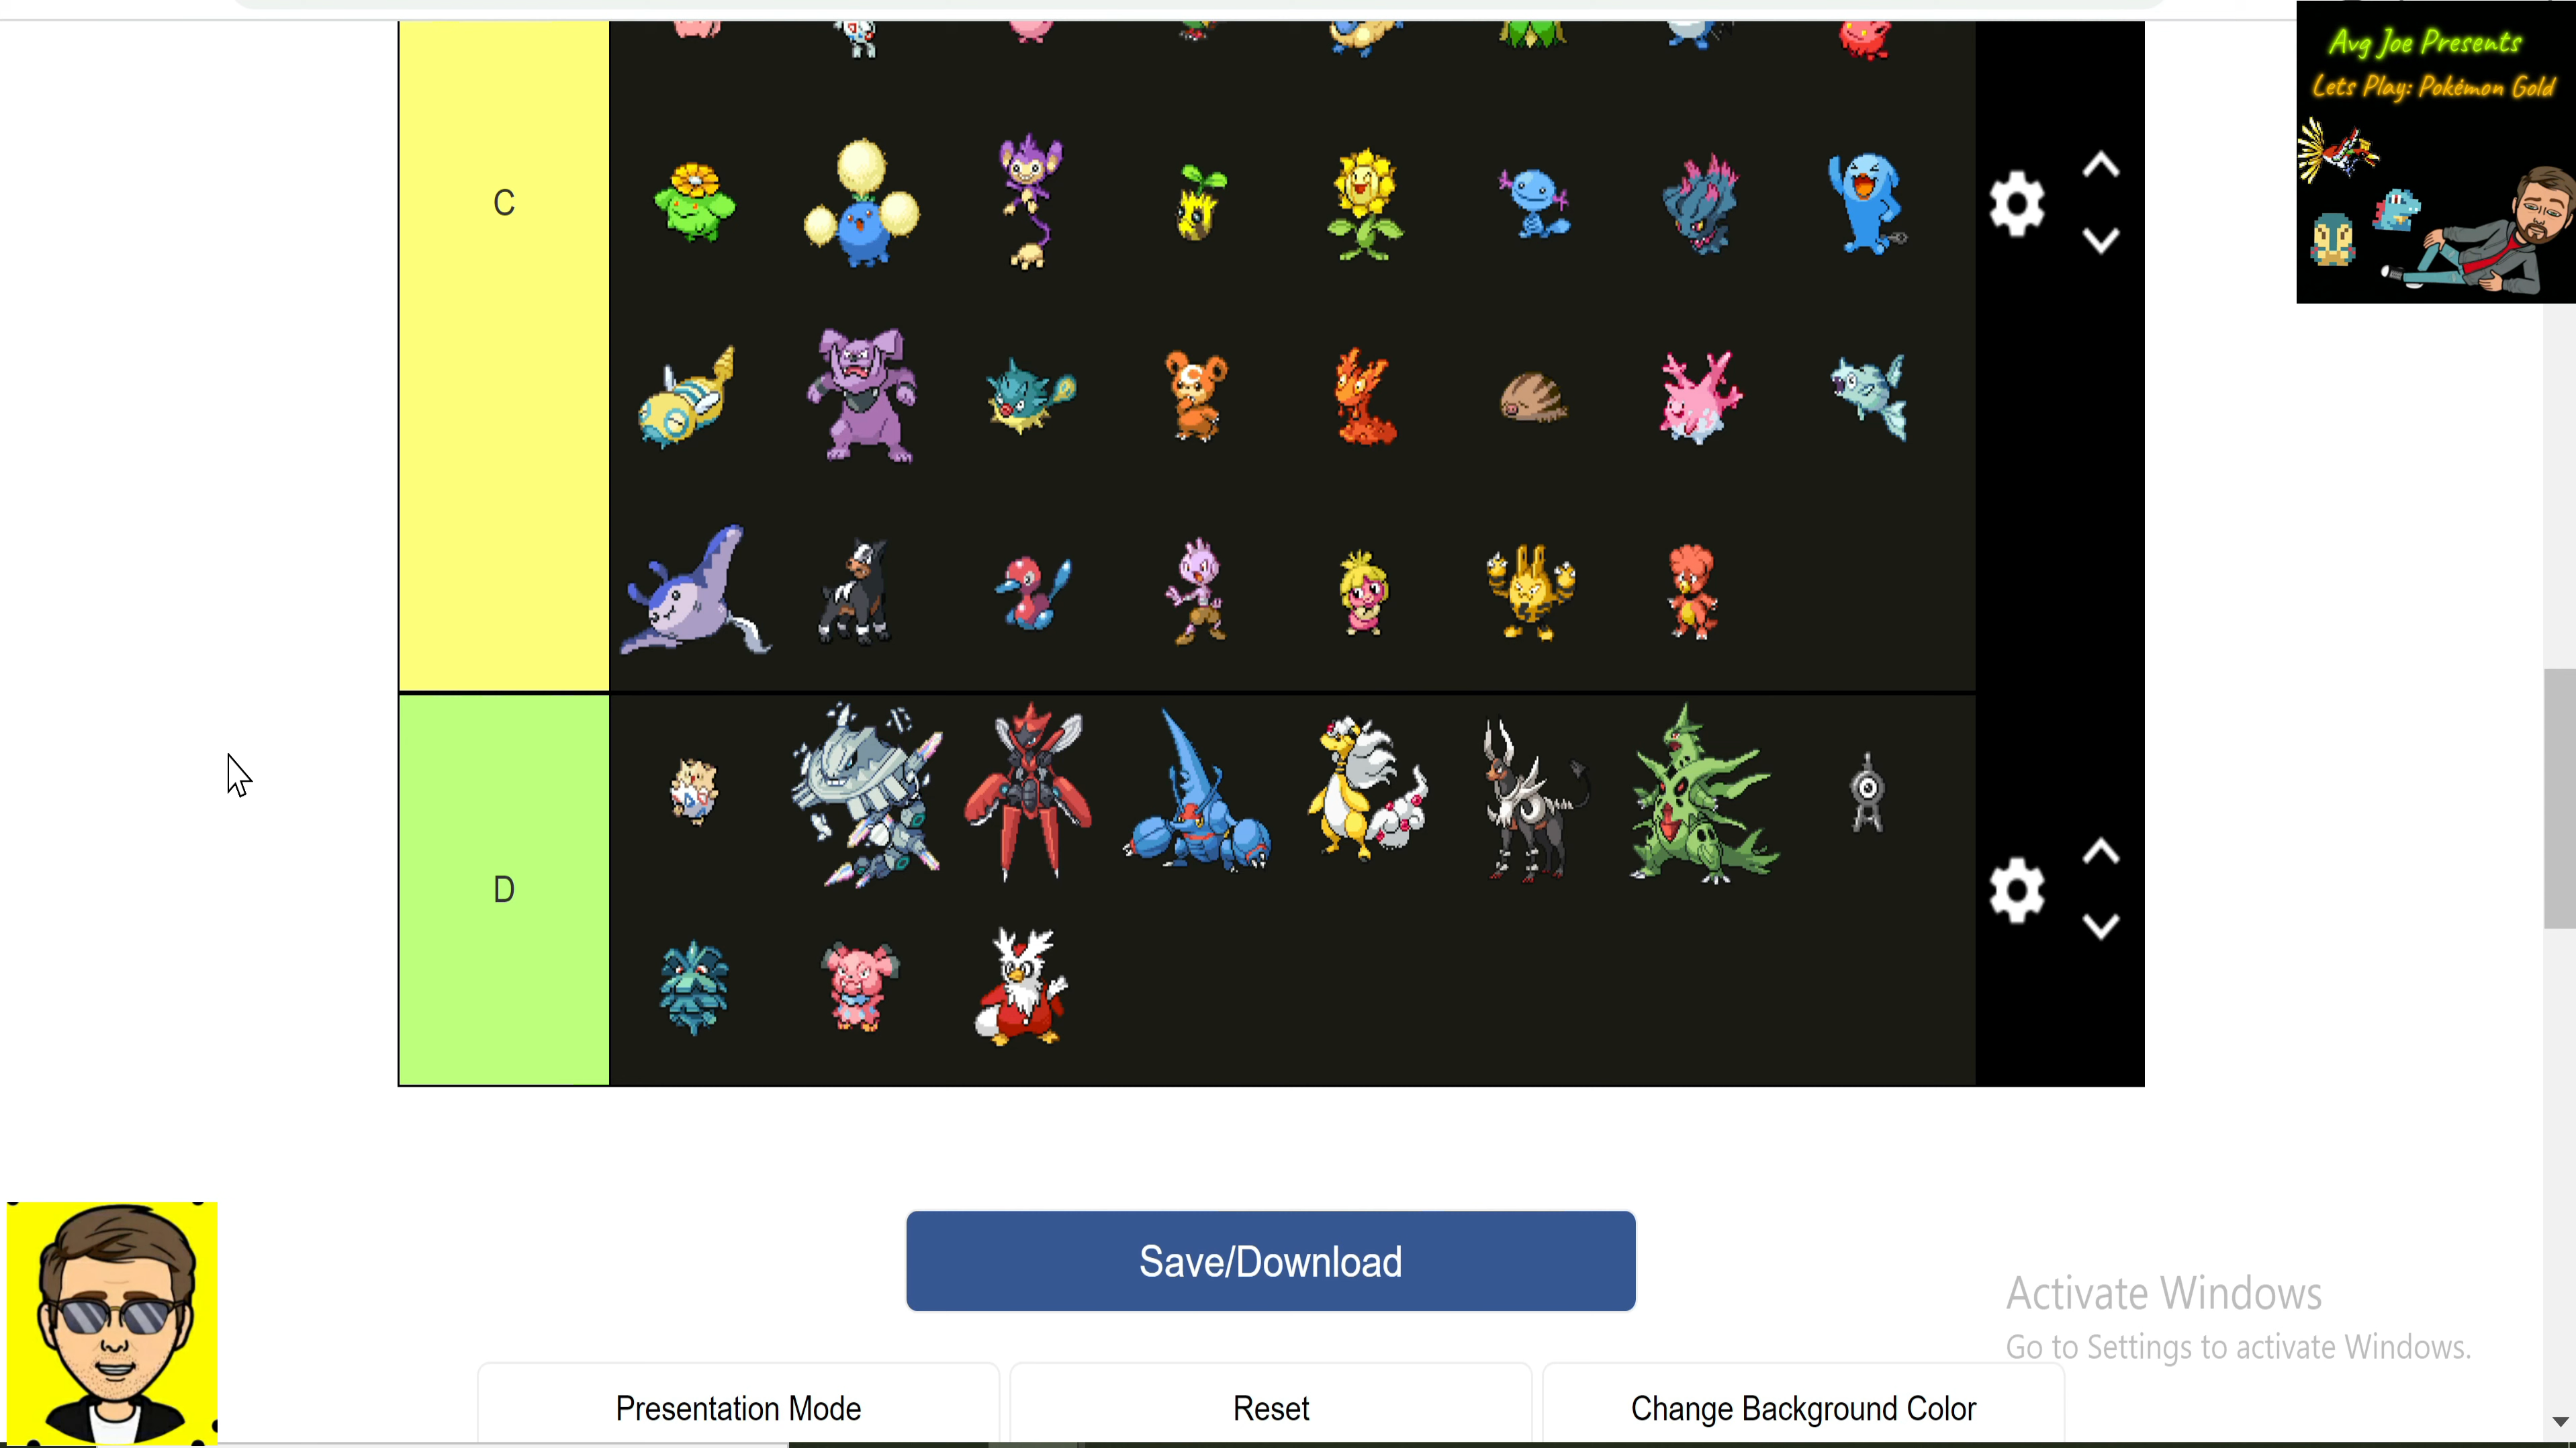 Avg Joe Presents
Lets Play: Pokémon Gold
C
D
Save/Download
Activate Windows
Go to Settings to activate Windows.
Presentation Mode
Reset
Change Background Color